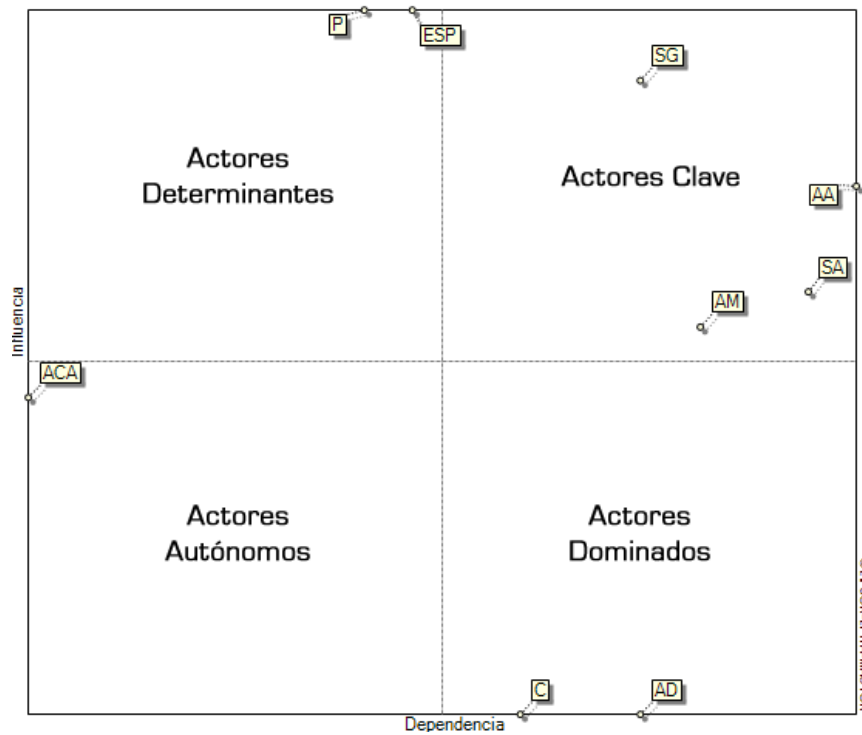 P
ESP
SG
Actores
Determinantes
Actores Clave
AA
SA
AM
Influencia
ACA
Actores
Autónomos
Actores
Dominados
C
AD
Dependencia